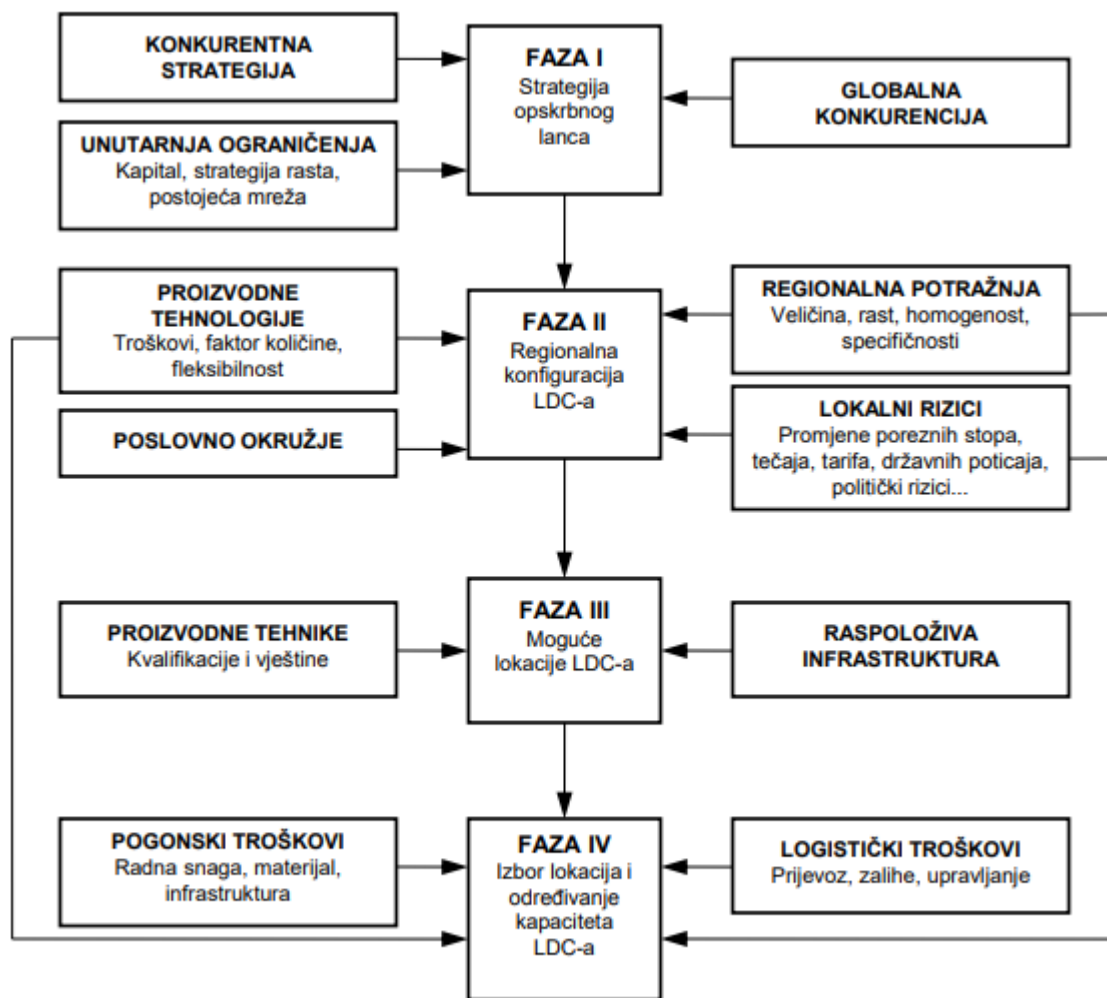 KONKURENTNA
STRATEGIJA
FAZA I
Strategija
opskrbnog
lanca
GLOBALNA
KONKURENCIJA
UNUTARNJA OGRANIČENJA
Kapital, strategija rasta,
postojeća mreža
PROIZVODNE
TEHNOLOGIJE
Troškovi, faktor količine,
fleksibilnost
FAZA II
Regionalna
konfiguracija
LDC-a
REGIONALNA POTRAŽNJA
Veličina, rast, homogenost,
specifičnosti
POSLOVNO OKRUŽJE
LOKALNI RIZICI
Promjene poreznih stopa,
tečaja, tarifa, državnih poticaja,
politički rizici...
PROIZVODNE TEHNIKE
Kvalifikacije i vještine
FAZA III
Moguće
lokacije LDC-a
RASPOLOŽIVA
INFRASTRUKTURA
POGONSKI TROŠKOVI
Radna snaga, materijal,
infrastruktura
FAZA IV
Izbor lokacija i
određivanje
kapaciteta
LDC-a
LOGISTIČKI TROŠKOVI
Prijevoz, zalihe, upravljanje